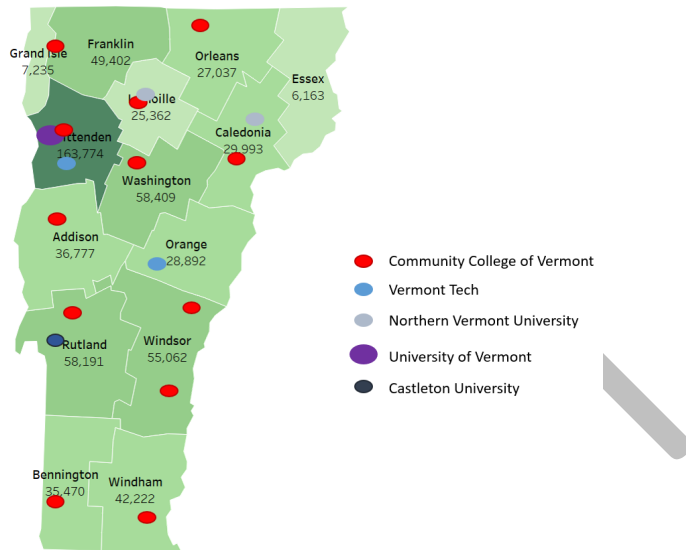 Franklin
49,402
Grand Isle
7,235
Orleans
27,037
Essex
6,163
25,362
Caledonia
29,993
163,774
Washington
58,409
Addison
36,777
Orange
28,892
Rutland
58,191
Windsor
55,062
Bennington
35,470
Windham
42,222
Community College of Vermont
Vermont Tech
Northern Vermont University
University of Vermont
Castleton University